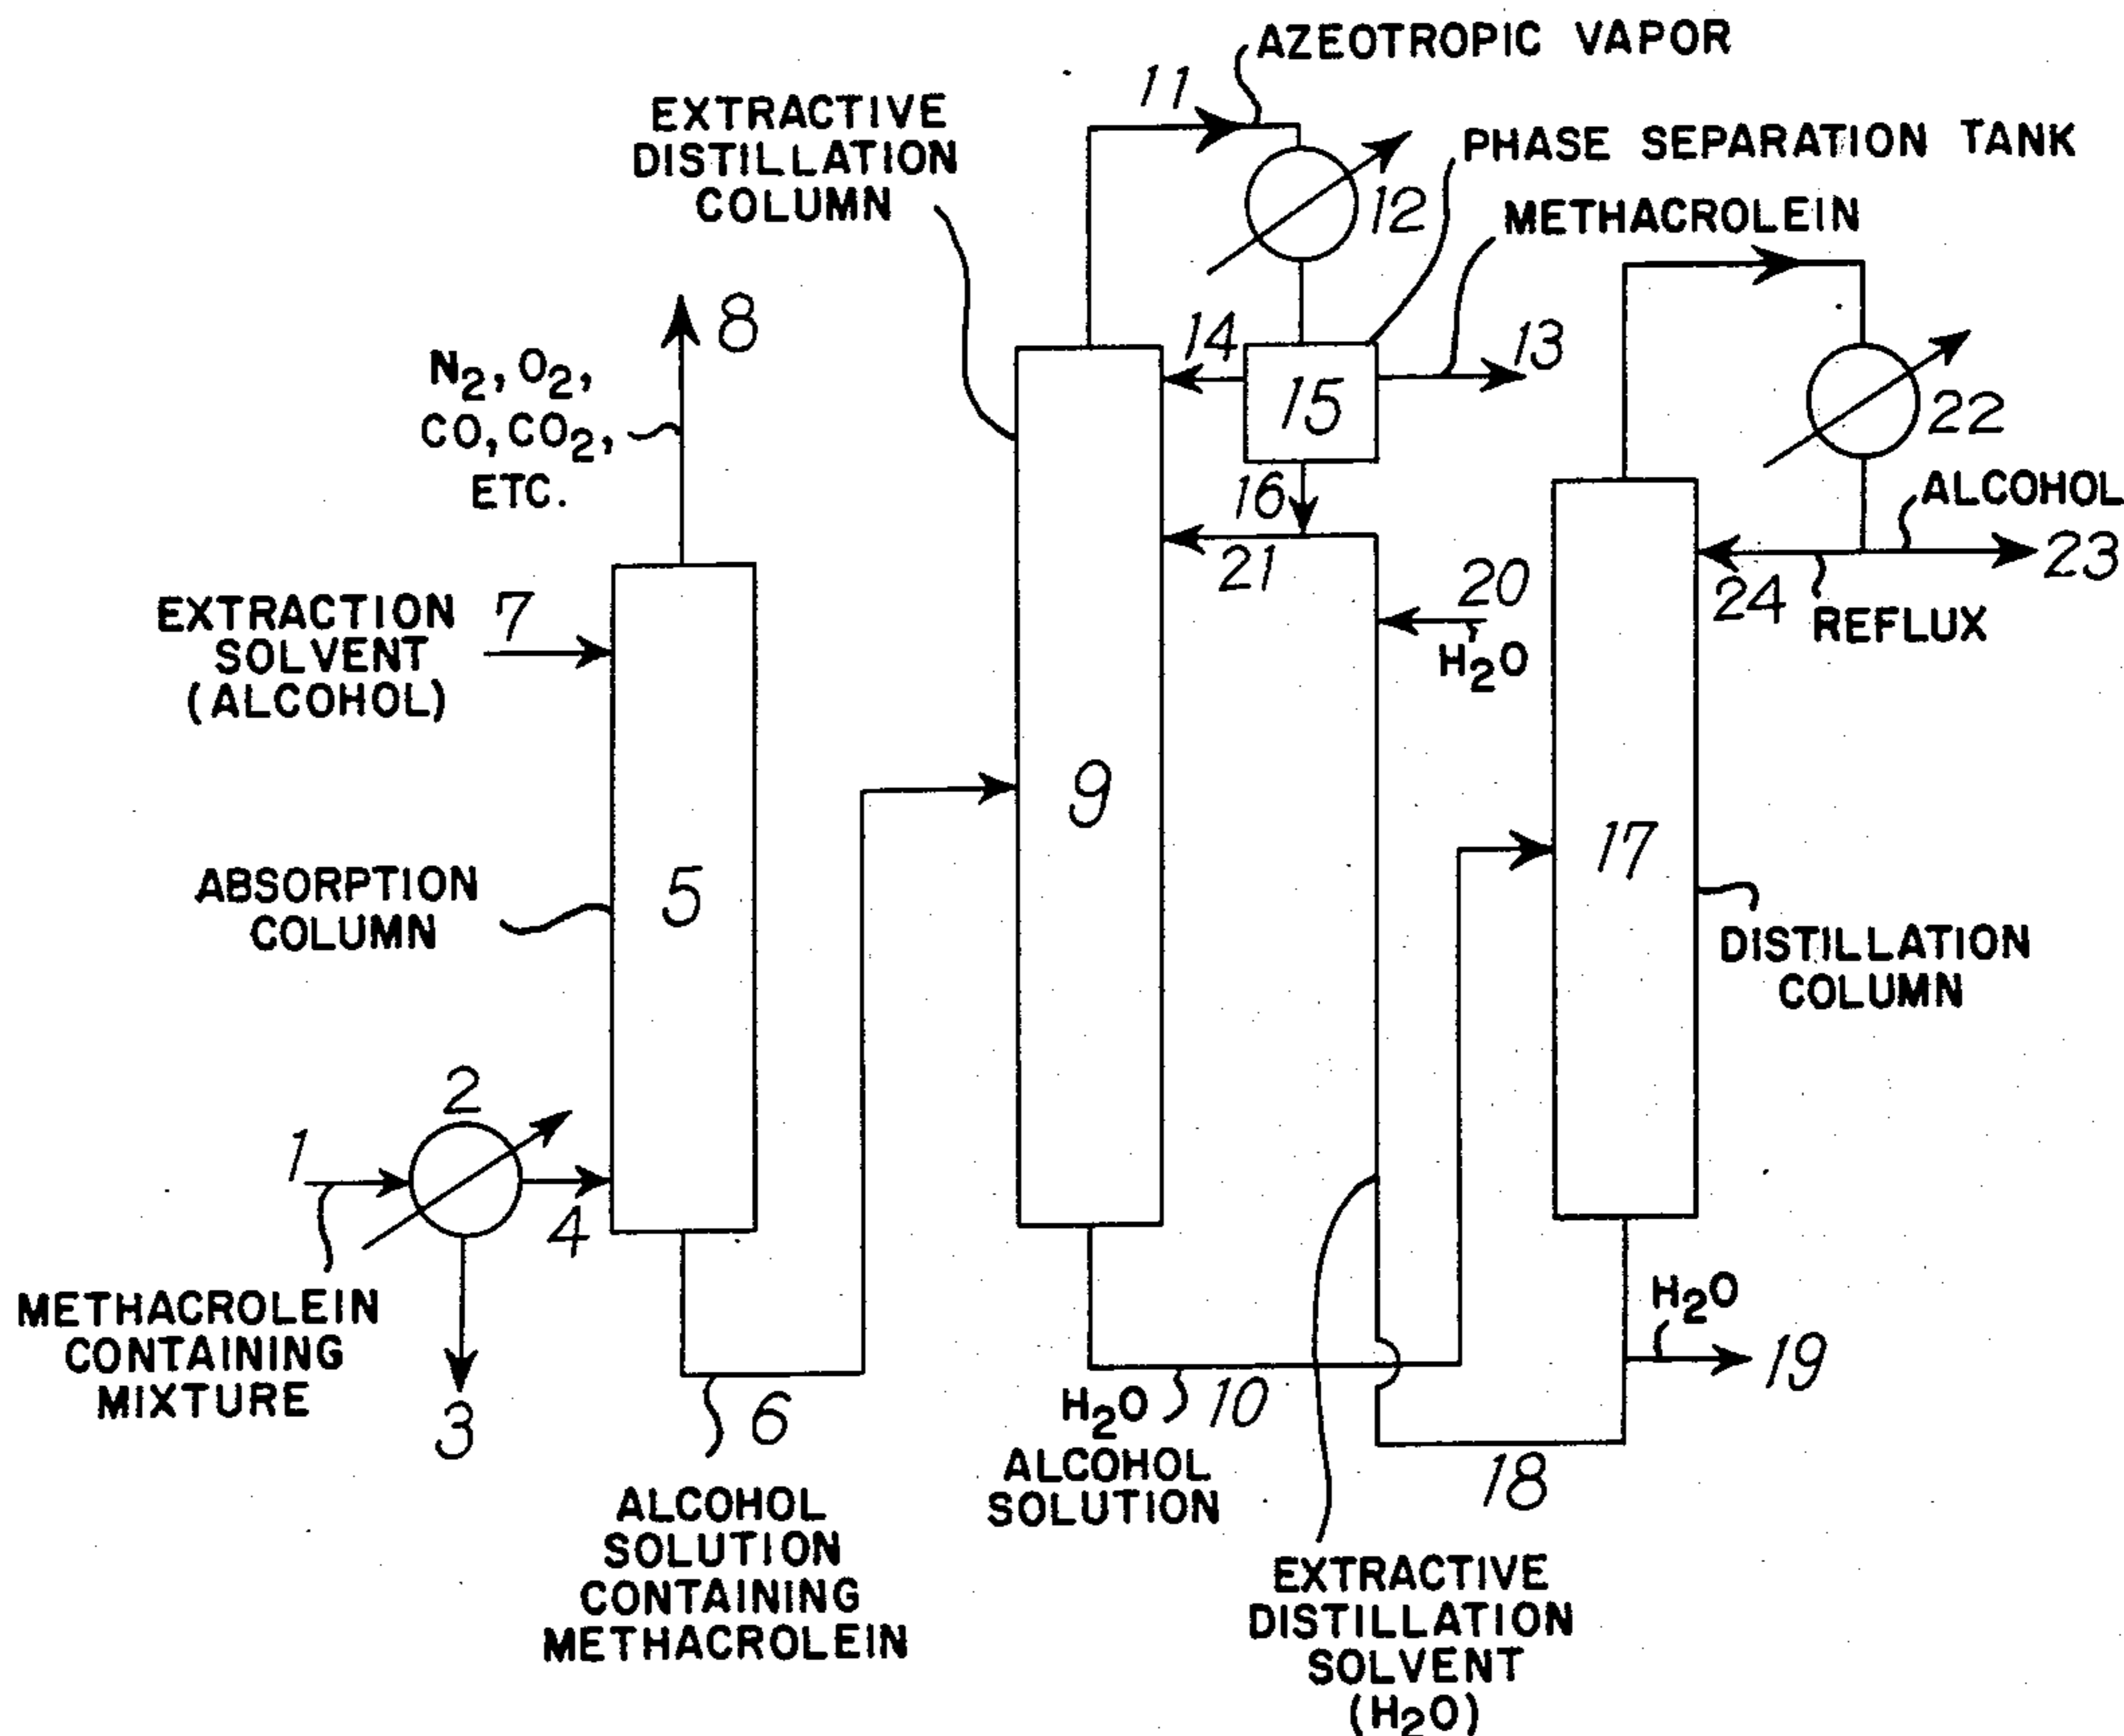 AZEOTROPIC VAPOR
11
EXTRACTIVE
DISTILLATION
COLUMN
PHASE SEPARATION TANK
12
METHACROLEIN
8
14
13
N2, O2,
CO, CO2,
ETC.
15
22
16
ALCOHOL
21
23
20
24
H2O
REFLUX
EXTRACTION
SOLVENT
(ALCOHOL)
7
9
17
ABSORPTION
COLUMN
5
DISTILLATION
COLUMN
2
1
4
METHACROLEIN
CONTAINING
MIXTURE
3
6
H2O
10
ALCOHOL
SOLUTION
H2O
19
18
ALCOHOL
SOLUTION
CONTAINING
METHACROLEIN
EXTRACTIVE
DISTILLATION
SOLVENT
(H2O)